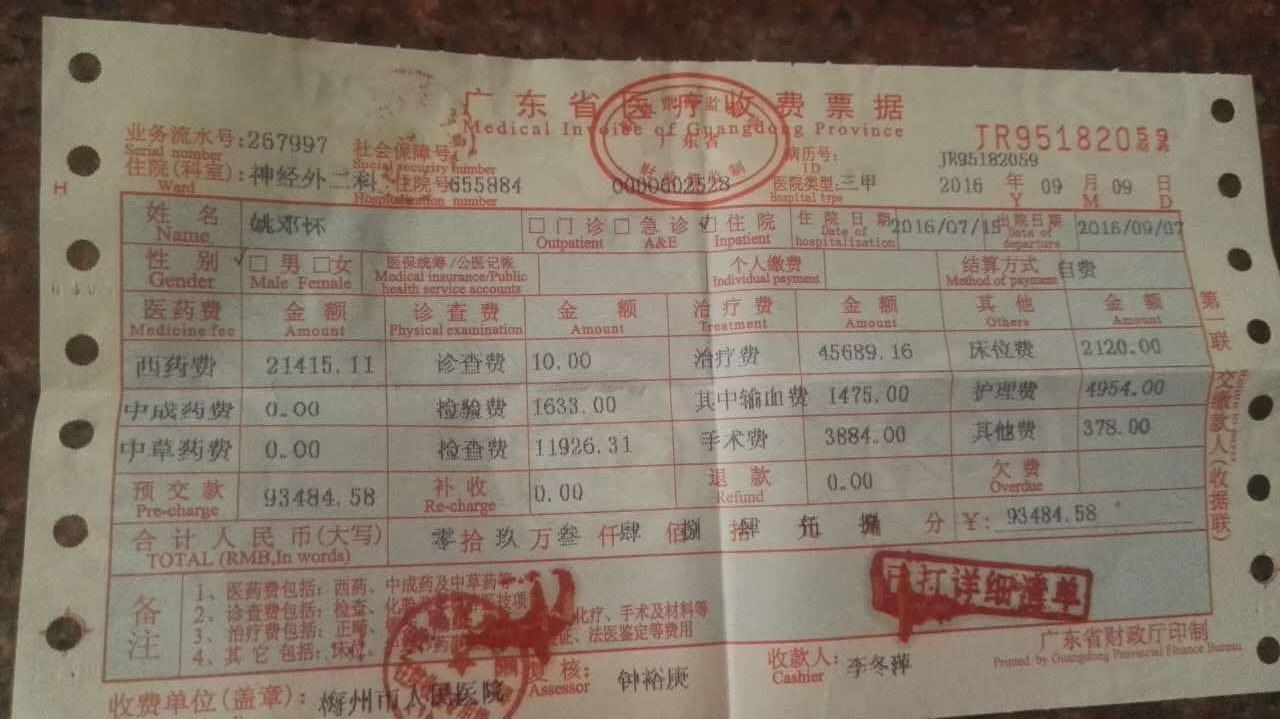 广东省医疗收费票据
Medical Invoice of Guangdong Province
JR95182059
业务流水号:267997
Serial number
社会保障号:
Social security number
病历号:
ID
JR95182059
住院(科室):神经外二科
Ward
住院号:655884
Hospitalization number
0000602528
医院类型:三甲
Hospital type
2016 年 09 月 09 日
Y M D
姓名 姚邓怀
Name
□门诊 □急诊 ☑住院
Outpatient A&E Inpatient
住院日期 2016/07/15 出院日期 2016/09/07
Date of hospitalization Date of departure
性别 ✓□男 □女 医保统筹/公医记帐 个人缴费 结算方式 自费
Gender Male Female Medical insurance/Public health service accounts Individual payment Method of payment
医药费 金额 诊查费 金额 治疗费 金额 其他 金额
Medicine fee Amount Physical examination Amount Treatment Amount Others Amount
西药费 21415.11 诊查费 10.00 治疗费 45689.16 床位费 2120.00
中成药费 0.00 检验费 1633.00 其中输血费 1475.00 护理费 4954.00
中草药费 0.00 检查费 11926.31 手术费 3884.00 其他费 378.00
预交款 93484.58 补收 0.00 退款 0.00 欠费
Pre-charge Re-charge Refund Overdue
合计人民币(大写) 零拾玖万叁仟肆佰捌拾肆 伍 捌分 ¥: 93484.58
TOTAL (RMB,In words)
备注
1、医药费包括:西药、中成药及中草药等
2、诊查费包括:检查、化
3、治疗费包括:
化疗、手术及材料等
4、其它包括:床位、
证、法医鉴定等费用
已打详细清单
广东省财政厅印制
Printed by Guangdong Provincial Finance Bureau
收费单位(盖章): 梅州市人民医院
复核: 钟裕庚
Assessor
收款人: 李冬萍
Cashier
第一联 交缴款人(收据联)